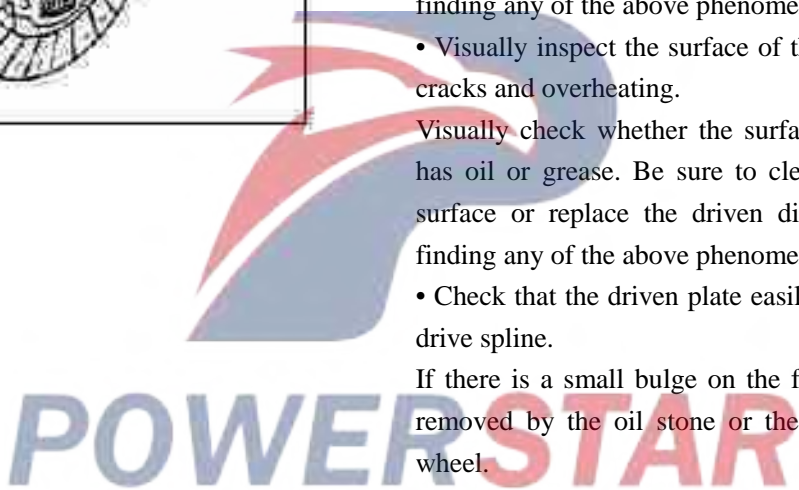 finding any of the above phenome
• Visually inspect the surface of t
cracks and overheating.
Visually check whether the surfa
has oil or grease. Be sure to cle
surface or replace the driven di
finding any of the above phenome
• Check that the driven plate easil
drive spline.
If there is a small bulge on the f
removed by the oil stone or the
wheel.
POWERSTAR